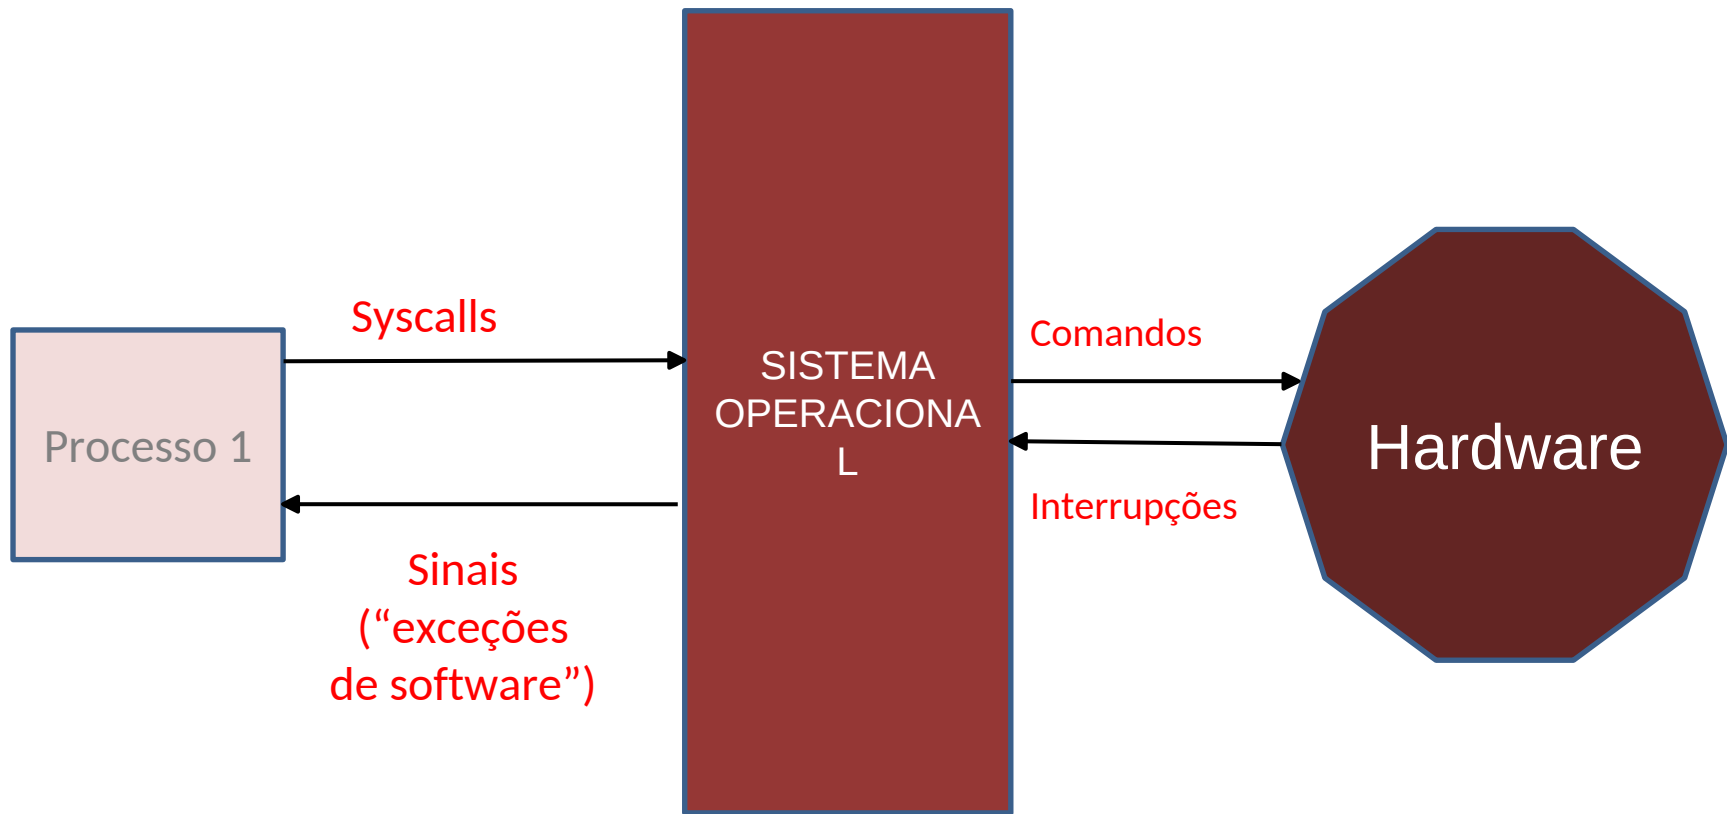 Syscalls
Processo 1
Sinais
(“exceções
de software”)
SISTEMA
OPERACIONA
L
Comandos
Interrupções
Hardware